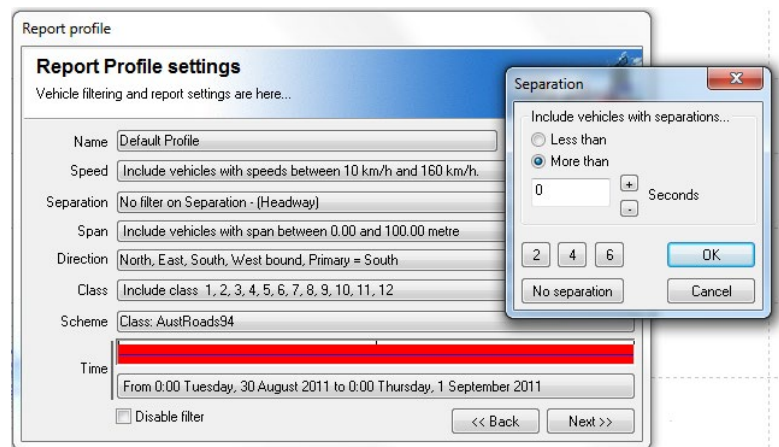 Report profile
Report Profile settings
Vehicle filtering and report settings are here...
Name Default Profile
Speed Include vehicles with speeds between 10 km/h and 160 km/h.
Separation No filter on Separation - (Headway)
Span Include vehicles with span between 0.00 and 100.00 metre
Direction North, East, South, West bound, Primary = South
Class Include class 1, 2, 3, 4, 5, 6, 7, 8, 9, 10, 11, 12
Scheme Class: AustRoads94
Time
From 0:00 Tuesday, 30 August 2011 to 0:00 Thursday, 1 September 2011
Disable filter << Back Next >>
Separation
Include vehicles with separations...
Less than
More than
0 + Seconds
-
2 4 6 OK
No separation Cancel